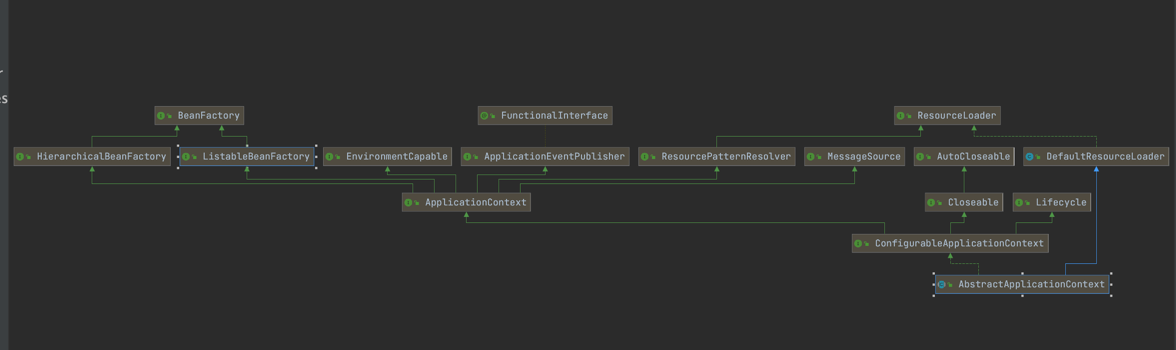 BeanFactory
FunctionalInterface
ResourceLoader
HierarchicalBeanFactory
ListableBeanFactory
EnvironmentCapable
ApplicationEventPublisher
ResourcePatternResolver
MessageSource
AutoCloseable
DefaultResourceLoader
ApplicationContext
Closeable
Lifecycle
ConfigurableApplicationContext
AbstractApplicationContext